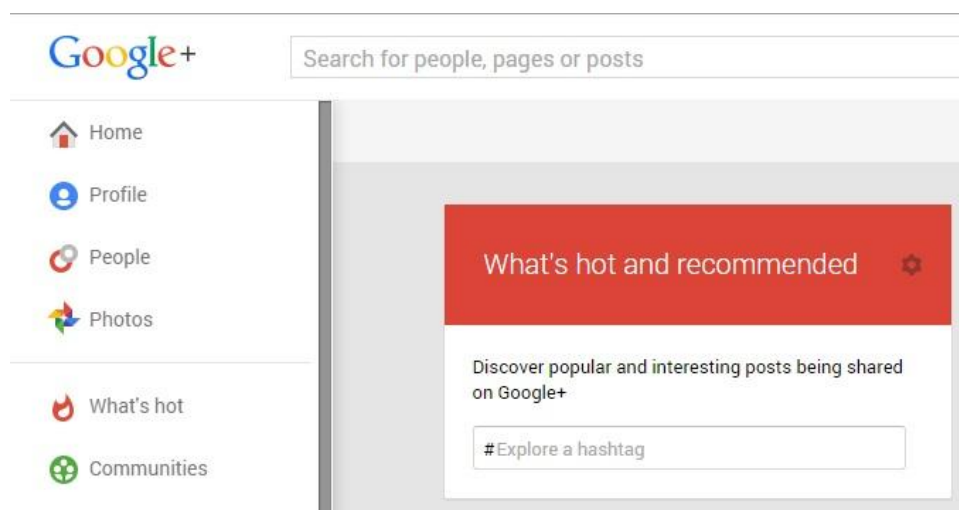 Google+
Search for people, pages or posts
Home
Profile
People
Photos
What's hot
Communities
What's hot and recommended
Discover popular and interesting posts being shared
on Google+
#Explore a hashtag